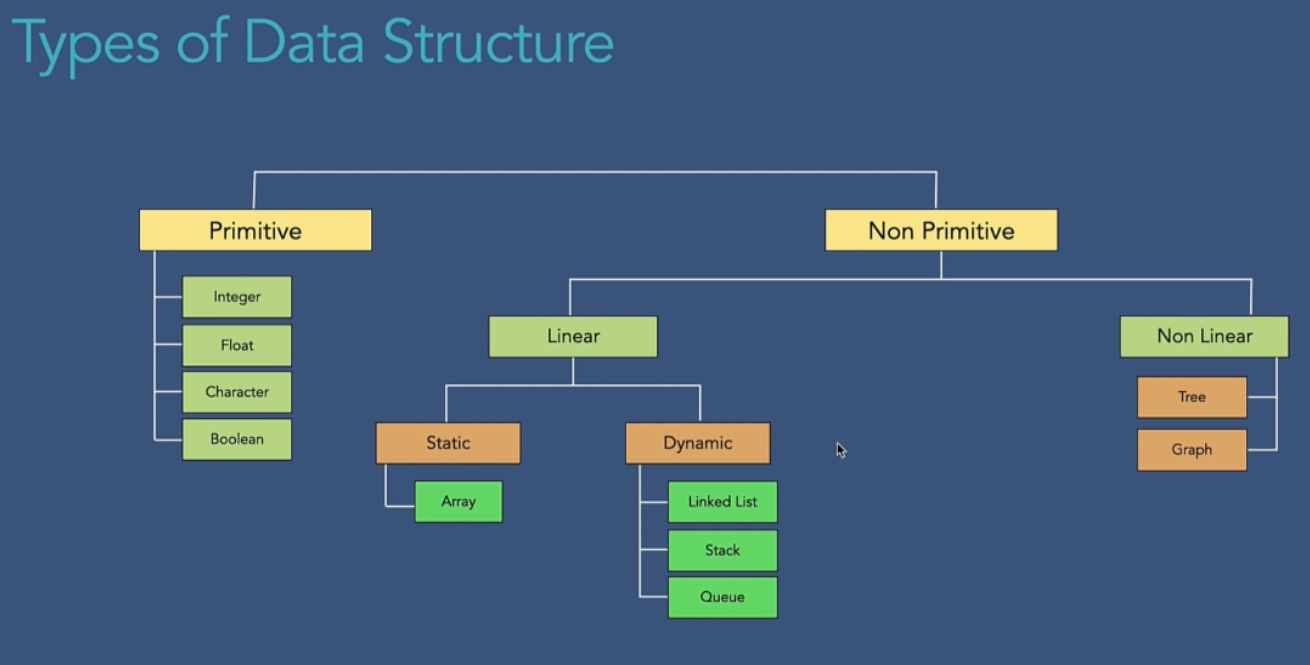 Types of Data Structure
Primitive
Non Primitive
Integer
Float
Character
Boolean
Linear
Non Linear
Static
Dynamic
Array
Linked List
Stack
Queue
Tree
Graph